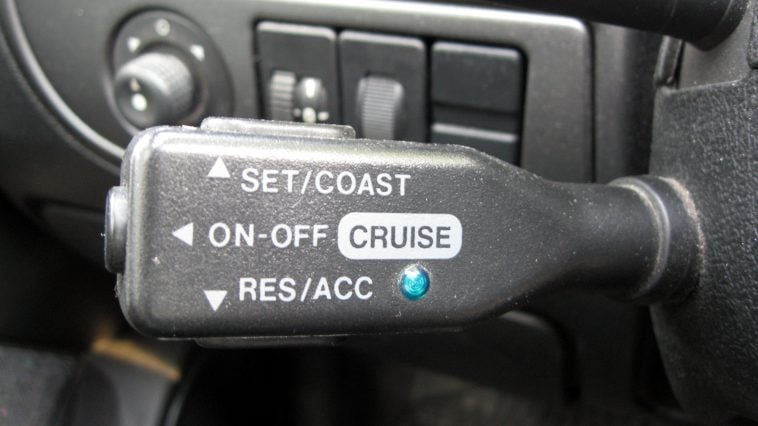 ▲ SET/COAST
◄ ON-OFF CRUISE
▼ RES/ACC